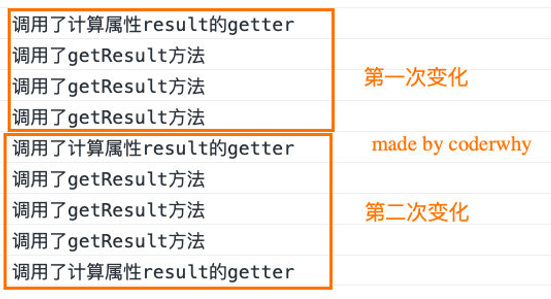 调用了计算属性result的getter
调用了getResult方法
调用了getResult方法
第一次变化
调用了getResult方法
调用了计算属性result的getter
made by coderwhy
调用了getResult方法
调用了getResult方法
第二次变化
调用了getResult方法
调用了计算属性result的getter